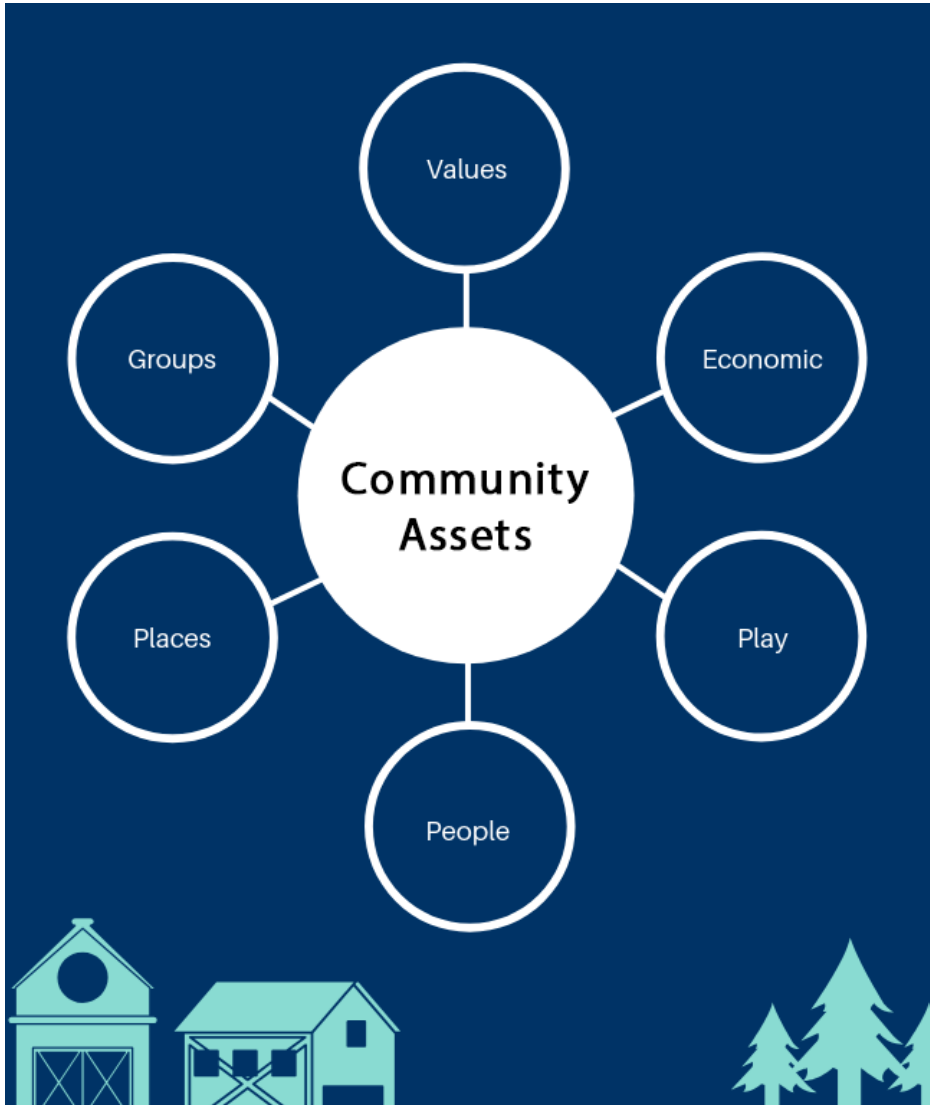 Values
Groups
Economic
Community
Assets
Places
Play
People